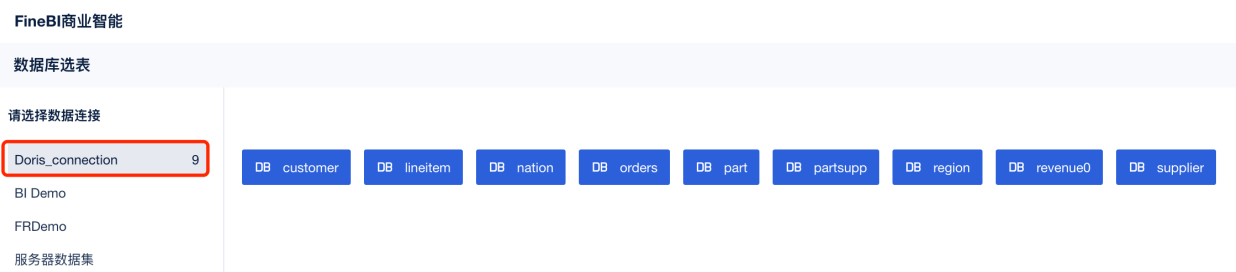 FineBI商业智能
数据库选表
请选择数据连接
Doris_connection 9
DB customer DB lineitem DB nation DB orders DB part DB partsupp DB region DB revenue0 DB supplier
BI Demo
FRDemo
服务器数据集